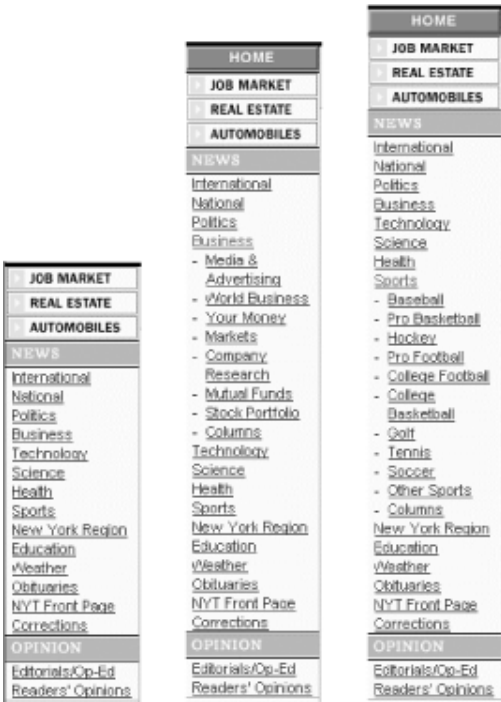 JOB MARKET
REAL ESTATE
AUTOMOBILES
NEWS
International
National
Politics
Business
Technology
Science
Health
Sports
New York Region
Education
Weather
Obituaries
NYT Front Page
Corrections
OPINION
Editorials/Op-Ed
Readers' Opinions
HOME
JOB MARKET
REAL ESTATE
AUTOMOBILES
NEWS
International
National
Politics
Business
- Media &
Advertising
- World Business
- Your Money
- Markets
- Company
Research
- Mutual Funds
- Stock Portfolio
- Columns
Technology
Science
Health
Sports
New York Region
Education
Weather
Obituaries
NYT Front Page
Corrections
OPINION
Editorials/Op-Ed
Readers' Opinions
HOME
JOB MARKET
REAL ESTATE
AUTOMOBILES
NEWS
International
National
Politics
Business
Technology
Science
Health
Sports
- Baseball
- Pro Basketball
- Hockey
- Pro Football
- College Football
- College
Basketball
- Golf
- Tennis
- Soccer
- Other Sports
- Columns
New York Region
Education
Weather
Obituaries
NYT Front Page
Corrections
OPINION
Editorials/Op-Ed
Readers' Opinions